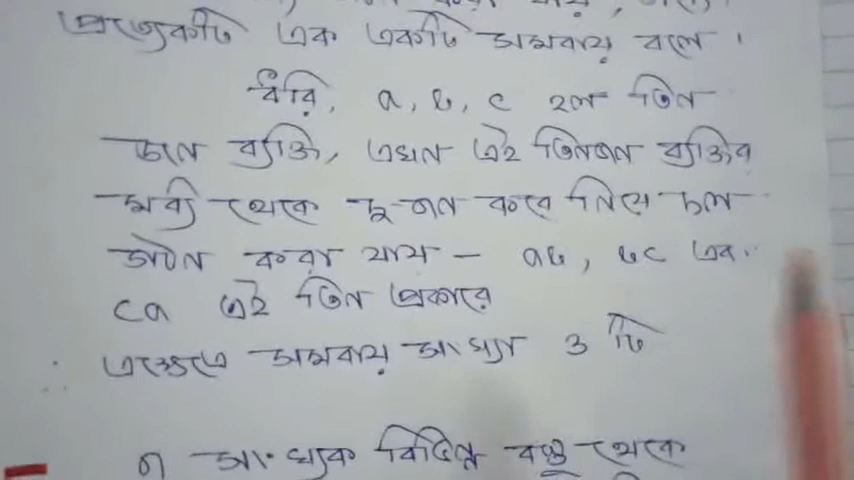 প্রত্যেকটি এক একটি সমবায় বলে ।
ধরি, a, b, c হল তিন
জন ব্যক্তি, এখন এই তিনজন ব্যক্তির
মধ্য থেকে দু-জন করে নিয়ে দল
গঠন করা যায় – ab, bc এবং
ca এই তিন প্রকারে
এক্ষেত্রে সমবায় সংখ্যা 3 টি
n সংখ্যক বিভিন্ন বস্তু থেকে